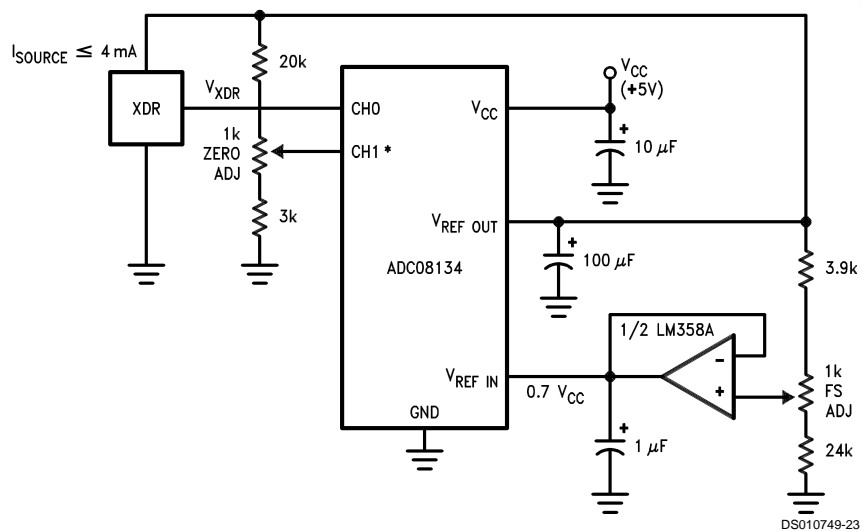 I_SOURCE ≤ 4 mA
XDR
V_XDR
20k
1k
ZERO
ADJ
3k
CH0
CH1 *
ADC08134
GND
V_CC
V_REF OUT
V_REF IN
V_CC
(+5V)
+
10 μF
+
100 μF
3.9k
1/2 LM358A
-
+
0.7 V_CC
+
1 μF
1k
FS
ADJ
24k
DS010749-23